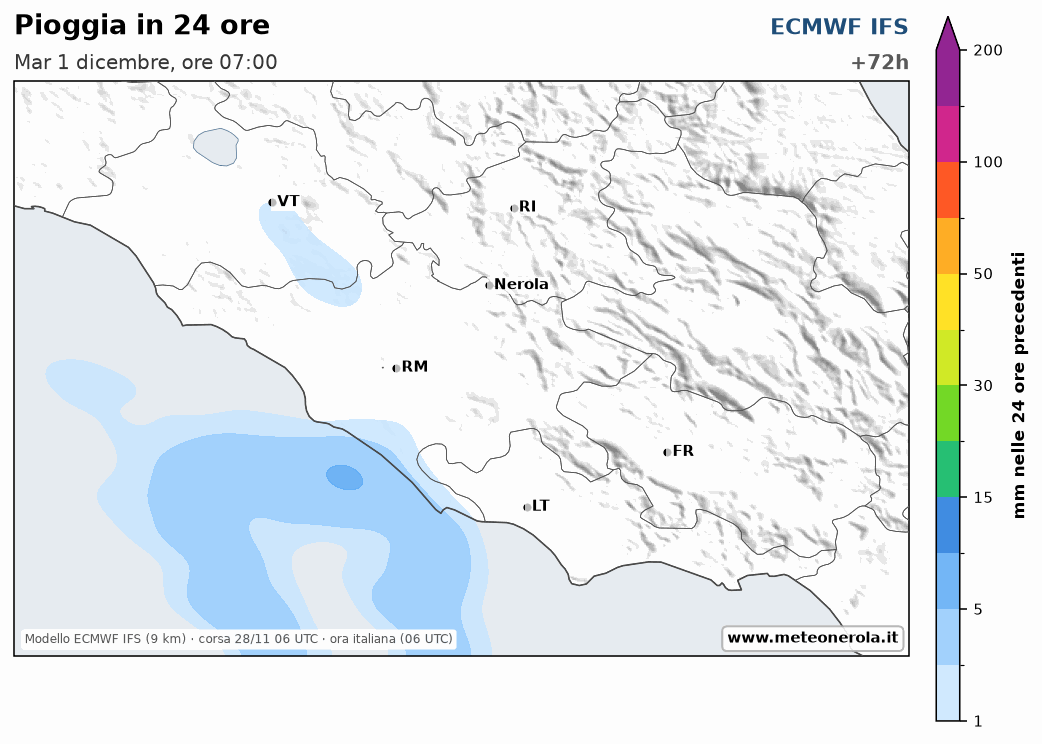 Pioggia in 24 ore
ECMWF IFS
Mar 1 dicembre, ore 07:00
+72h
VT
RI
Nerola
RM
FR
LT
Modello ECMWF IFS (9 km) · corsa 28/11 06 UTC · ora italiana (06 UTC)
www.meteonerola.it
200
100
50
30
15
5
1
mm nelle 24 ore precedenti